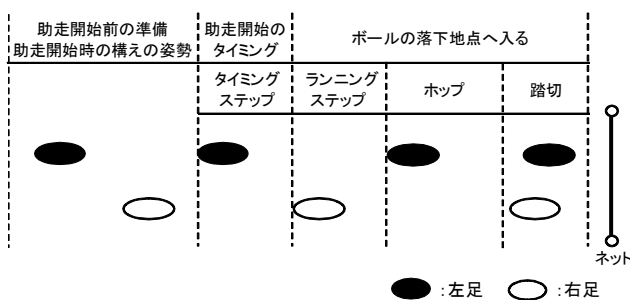 助走開始前の準備
助走開始時の構えの姿勢
助走開始の
タイミング
ボールの落下地点へ入る
タイミング
ステップ
ランニング
ステップ
ホップ
踏切
ネット
:左足
:右足